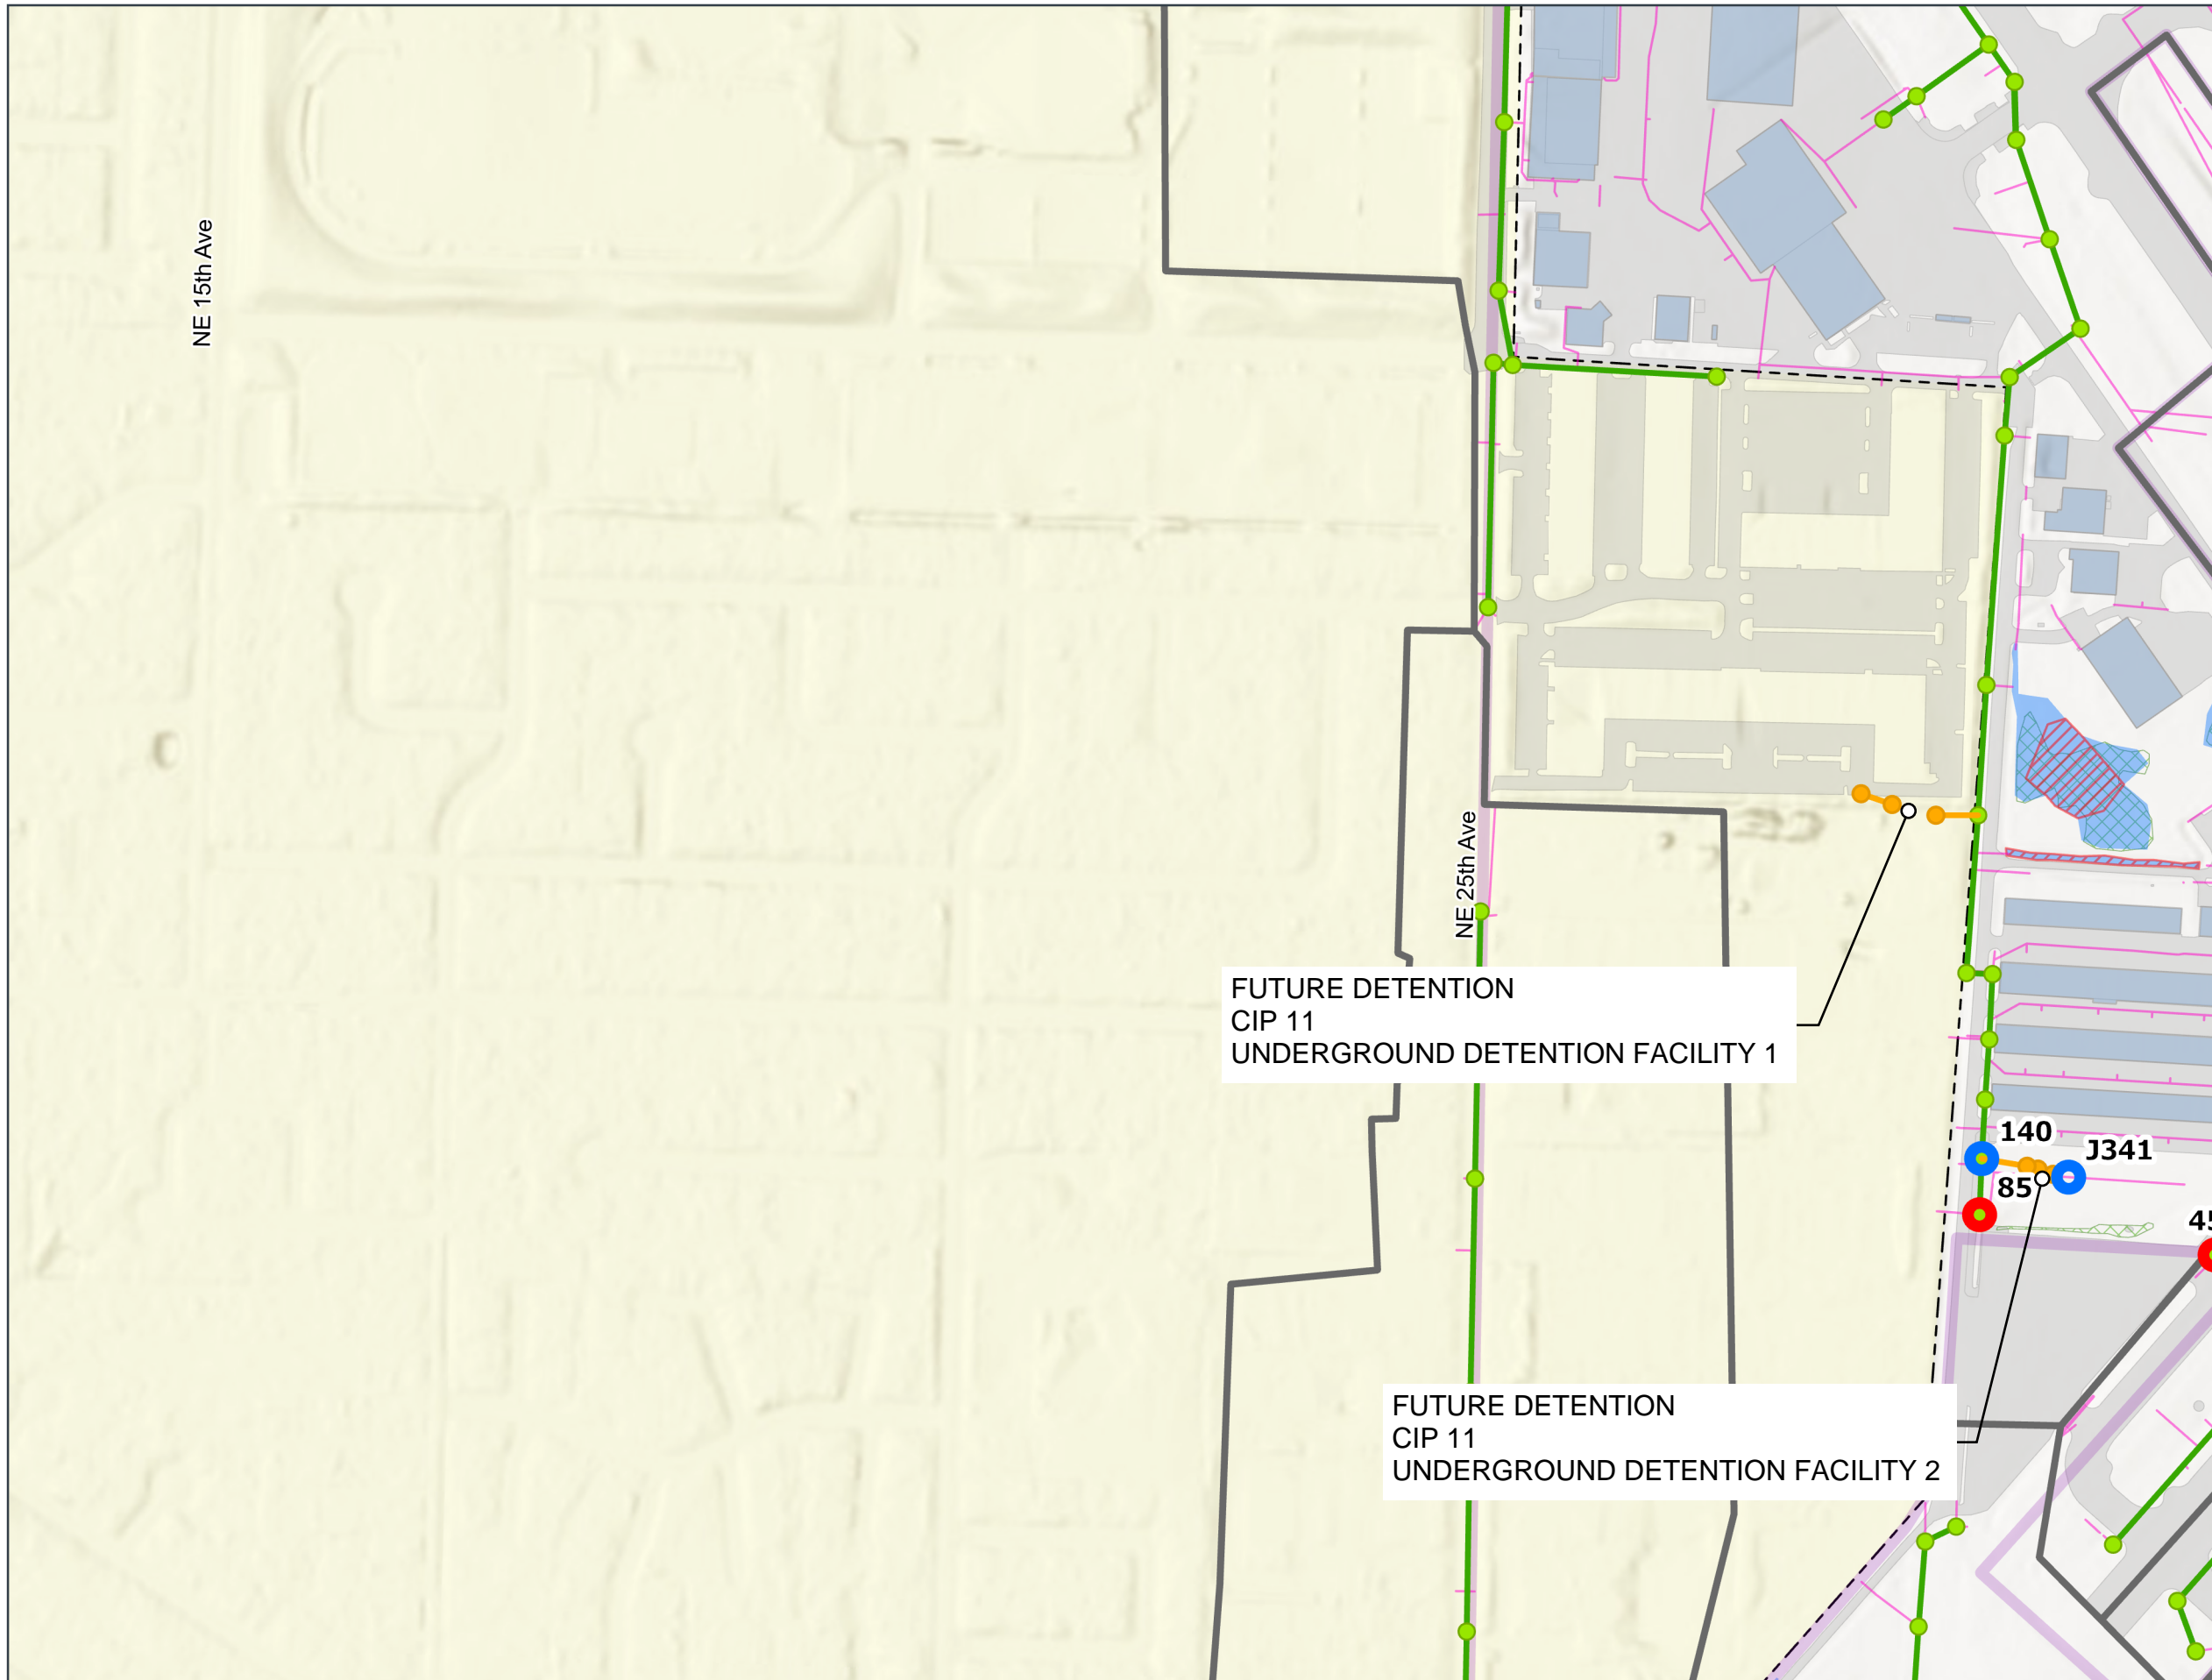 NE 15th Ave
NE 25th Ave
FUTURE DETENTION
CIP 11
UNDERGROUND DETENTION FACILITY 1
140
J341
85
45
FUTURE DETENTION
CIP 11
UNDERGROUND DETENTION FACILITY 2